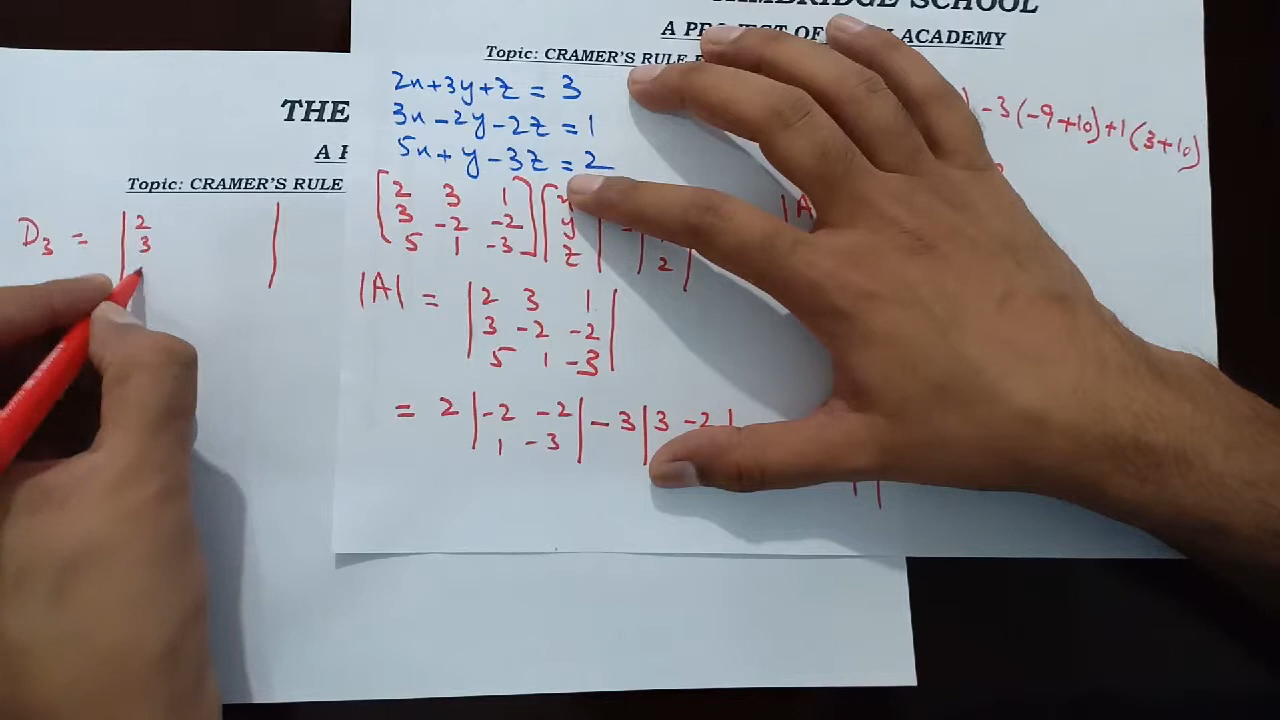 CAMBRIDGE SCHOOL
A PROJECT OF ACADEMY
Topic: CRAMER'S RULE
2x+3y+z = 3
3x-2y-2z = 1
5x+y-3z = 2
-3(-9+10)+1(3+10)
THE
A P
Topic: CRAMER'S RULE
D3 = | 2
3
[ 2 3 1
3 -2 -2
5 1 -3 ] [
y
z
2
|A| = | 2 3 1
3 -2 -2
5 1 -3 |
= 2 | -2 -2
1 -3 | - 3 | 3 -2